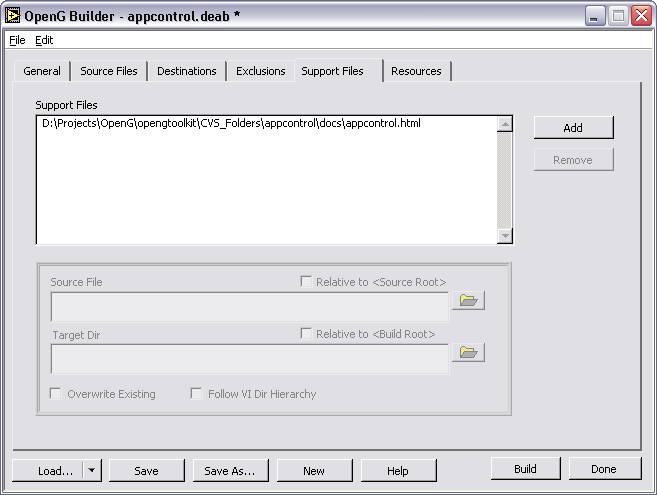 OpenG Builder - appcontrol.deab *
File Edit
General Source Files Destinations Exclusions Support Files Resources
Support Files
D:\Projects\OpenG\opengtoolkit\CVS_Folders\appcontrol\docs\appcontrol.html
Add
Remove
Source File Relative to <Source Root>
Target Dir Relative to <Build Root>
Overwrite Existing Follow VI Dir Hierarchy
Load... Save Save As... New Help Build Done